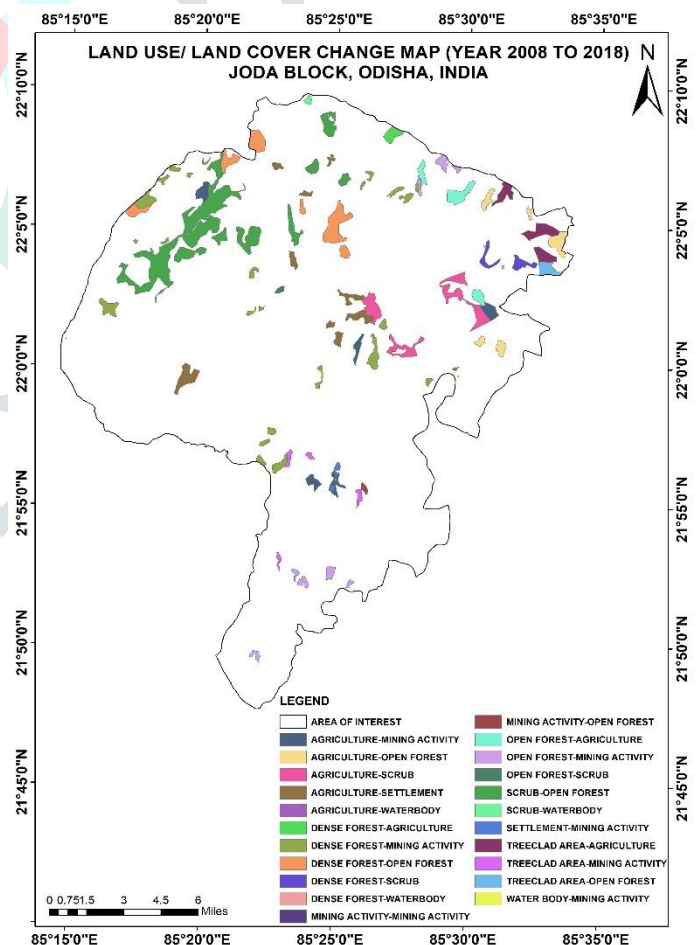 85°15'0"E 85°20'0"E 85°25'0"E 85°30'0"E 85°35'0"E
LAND USE/ LAND COVER CHANGE MAP (YEAR 2008 TO 2018)
JODA BLOCK, ODISHA, INDIA
N
22°10'0"N 22°10'0"N
22°5'0"N 22°5'0"N
22°0'0"N 22°0'0"N
21°55'0"N 21°55'0"N
21°50'0"N 21°50'0"N
21°45'0"N 21°45'0"N
LEGEND
AREA OF INTEREST
AGRICULTURE-MINING ACTIVITY
AGRICULTURE-OPEN FOREST
AGRICULTURE-SCRUB
AGRICULTURE-SETTLEMENT
AGRICULTURE-WATERBODY
DENSE FOREST-AGRICULTURE
DENSE FOREST-MINING ACTIVITY
DENSE FOREST-OPEN FOREST
DENSE FOREST-SCRUB
DENSE FOREST-WATERBODY
MINING ACTIVITY-MINING ACTIVITY
MINING ACTIVITY-OPEN FOREST
OPEN FOREST-AGRICULTURE
OPEN FOREST-MINING ACTIVITY
OPEN FOREST-SCRUB
SCRUB-OPEN FOREST
SCRUB-WATERBODY
SETTLEMENT-MINING ACTIVITY
TREECLAD AREA-AGRICULTURE
TREECLAD AREA-MINING ACTIVITY
TREECLAD AREA-OPEN FOREST
WATER BODY-MINING ACTIVITY
0 0.751.5 3 4.5 6
Miles
85°15'0"E 85°20'0"E 85°25'0"E 85°30'0"E 85°35'0"E